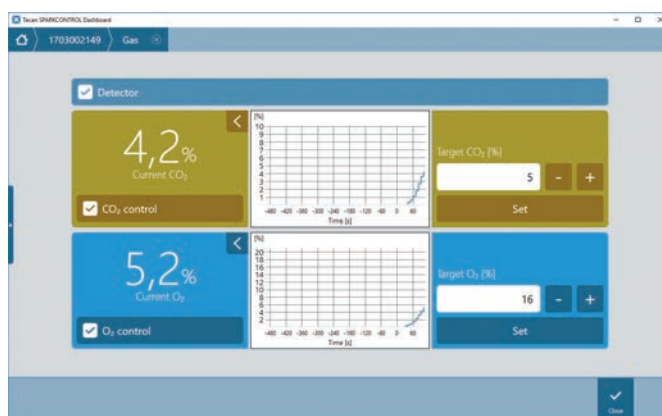 Tecan SPARKCONTROL Dashboard
1703002149 Gas
Detector
4,2%
Current CO₂
CO₂ control
[%]
10
9
8
7
6
5
4
3
2
1
-480 -420 -360 -300 -240 -180 -120 -60 0 60
Time [s]
Target CO₂ [%]
5 - +
Set
5,2%
Current O₂
O₂ control
[%]
20
18
16
14
12
10
8
6
4
2
-480 -420 -360 -300 -240 -180 -120 -60 0 60
Time [s]
Target O₂ [%]
16 - +
Set
Close